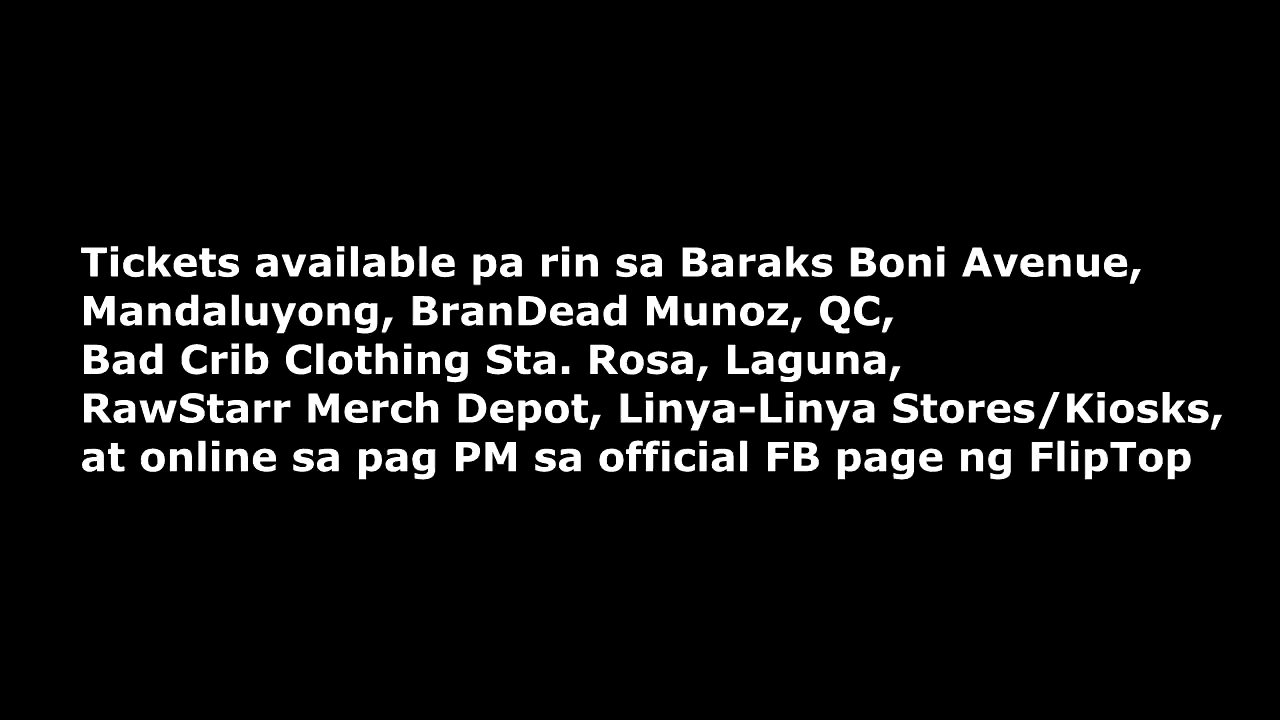 Tickets available pa rin sa Baraks Boni Avenue,
Mandaluyong, BranDead Munoz, QC,
Bad Crib Clothing Sta. Rosa, Laguna,
RawStarr Merch Depot, Linya-Linya Stores/Kiosks,
at online sa pag PM sa official FB page ng FlipTop